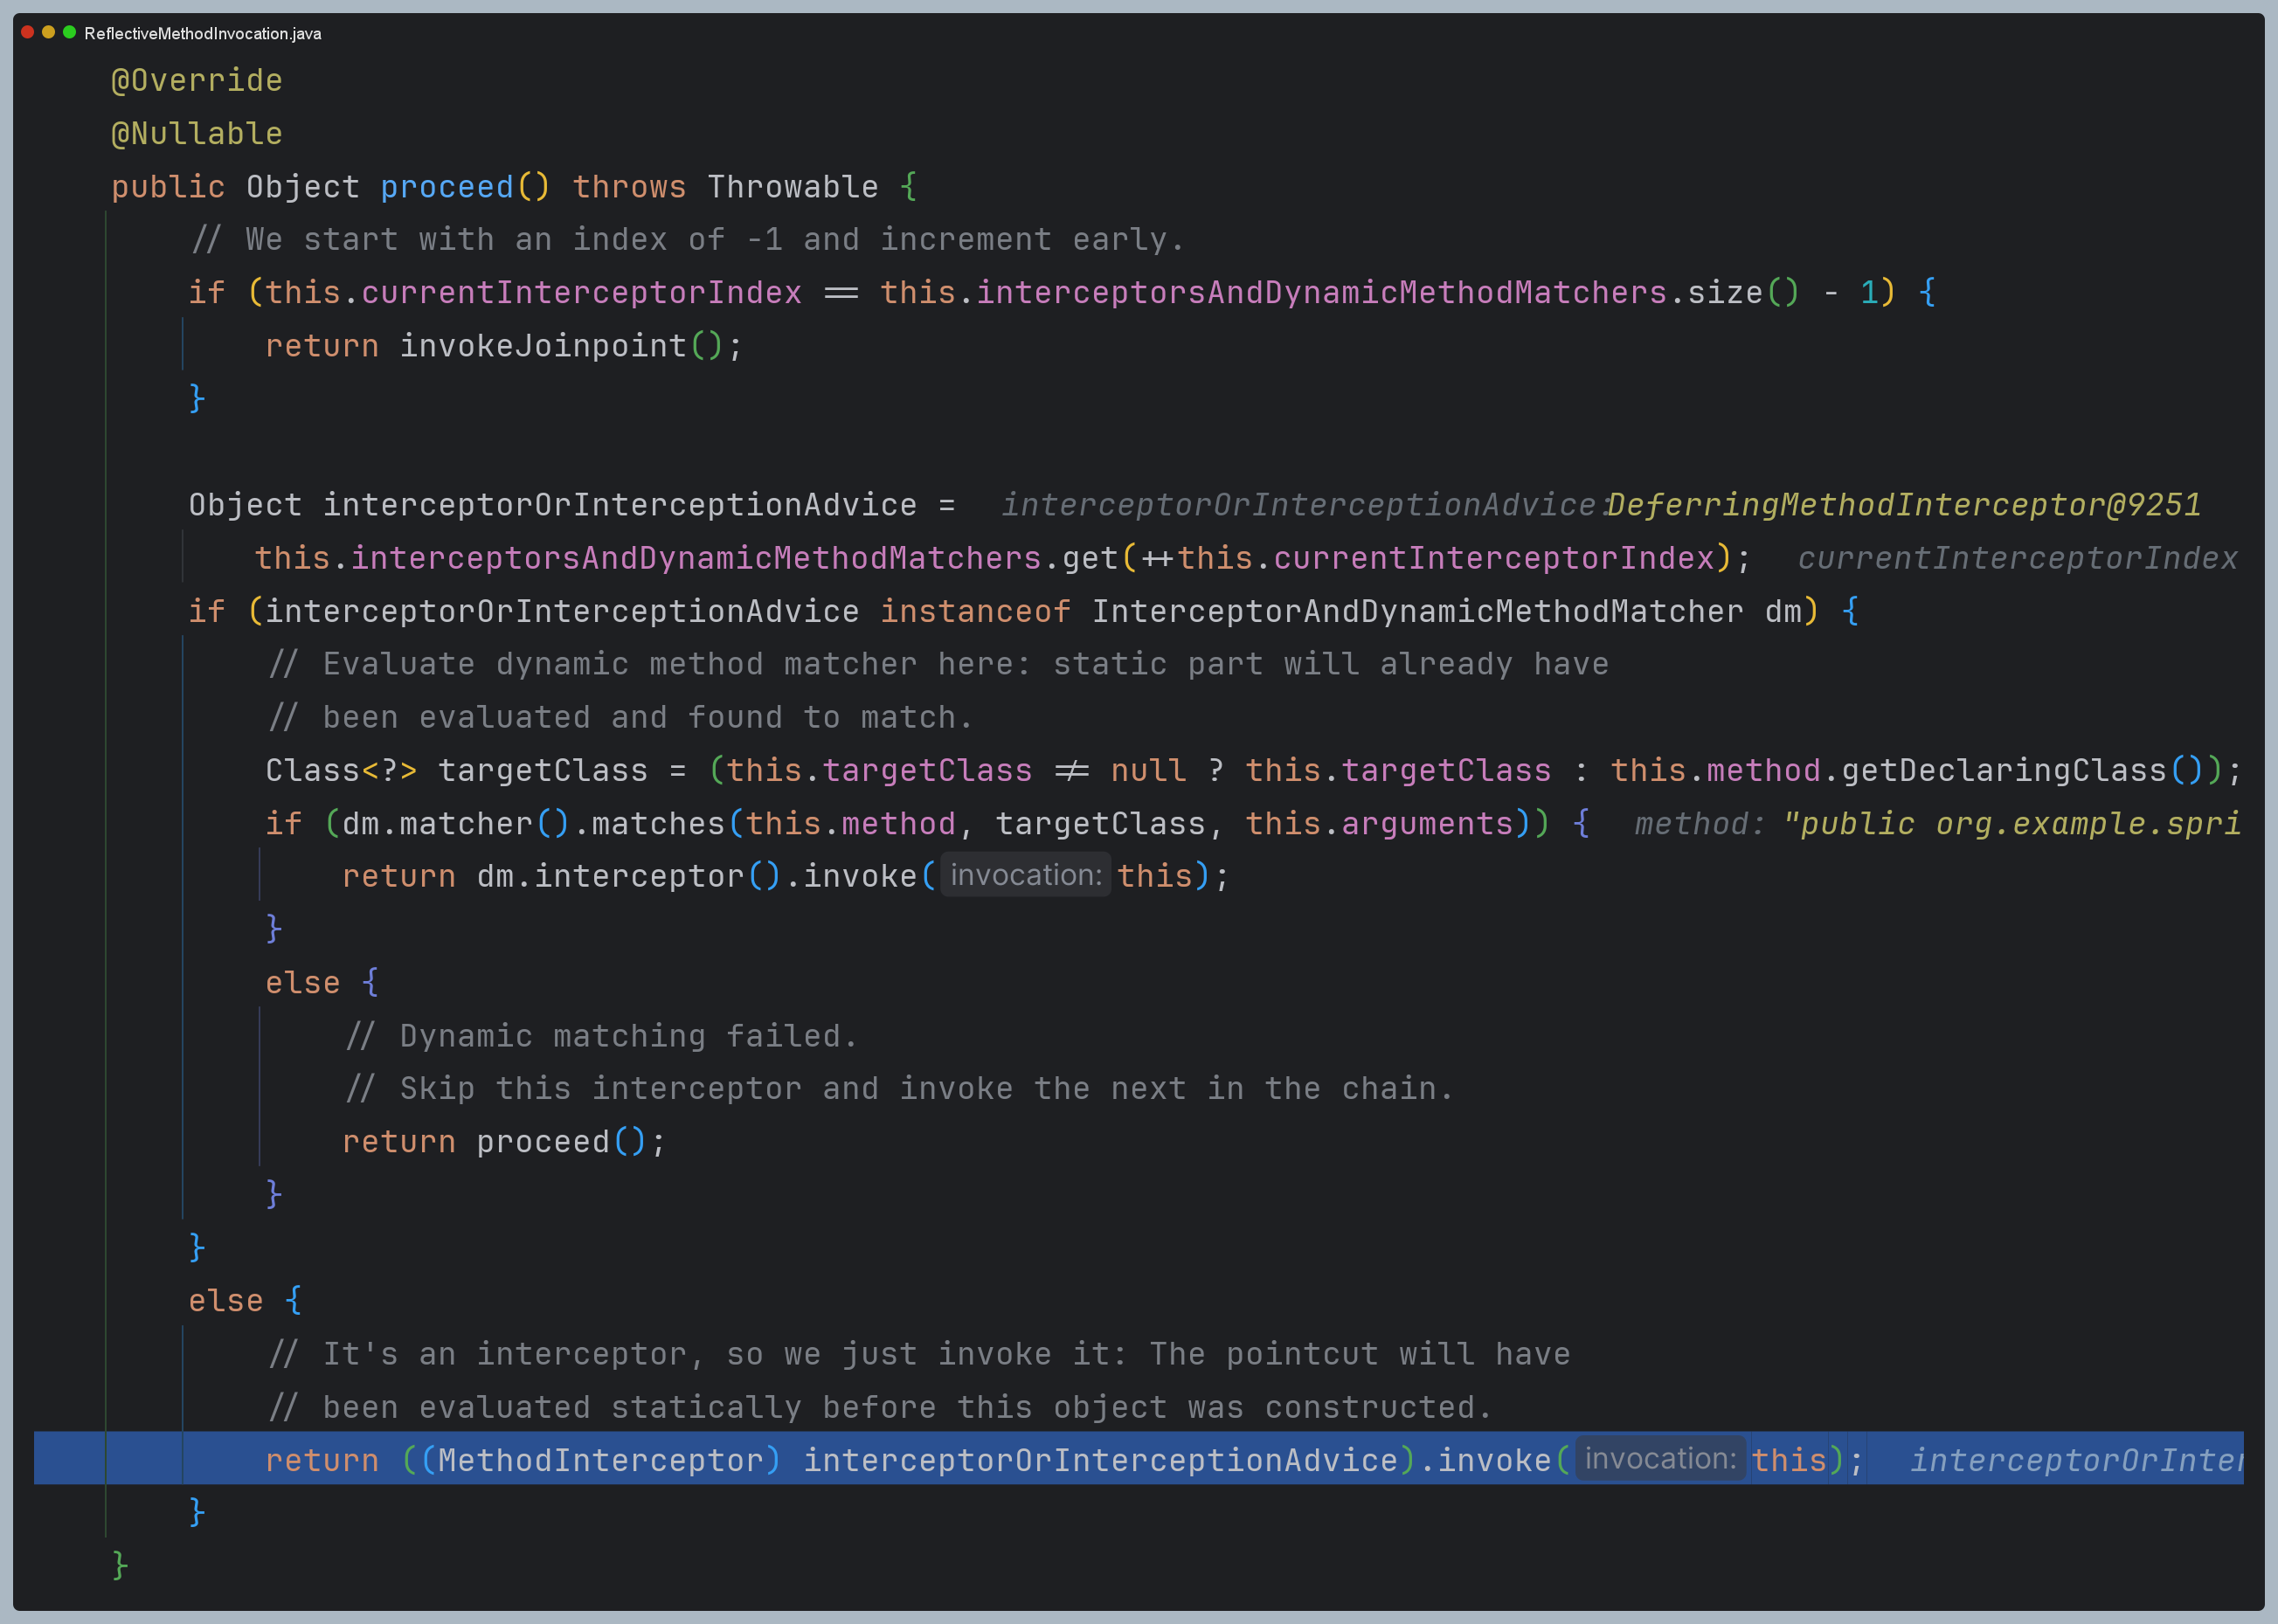 ReflectiveMethodInvocation.java
@Override
@Nullable
public Object proceed() throws Throwable {
// We start with an index of -1 and increment early.
if (this.currentInterceptorIndex == this.interceptorsAndDynamicMethodMatchers.size() - 1) {
return invokeJoinpoint();
}
Object interceptorOrInterceptionAdvice = interceptorOrInterceptionAdvice: DeferringMethodInterceptor@9251
this.interceptorsAndDynamicMethodMatchers.get(++this.currentInterceptorIndex); currentInterceptorIndex
if (interceptorOrInterceptionAdvice instanceof InterceptorAndDynamicMethodMatcher dm) {
// Evaluate dynamic method matcher here: static part will already have
// been evaluated and found to match.
Class<?> targetClass = (this.targetClass != null ? this.targetClass : this.method.getDeclaringClass());
if (dm.matcher().matches(this.method, targetClass, this.arguments)) { method: "public org.example.spri
return dm.interceptor().invoke( invocation: this);
}
else {
// Dynamic matching failed.
// Skip this interceptor and invoke the next in the chain.
return proceed();
}
}
else {
// It's an interceptor, so we just invoke it: The pointcut will have
// been evaluated statically before this object was constructed.
return ((MethodInterceptor) interceptorOrInterceptionAdvice).invoke( invocation: this); interceptorOrInter
}
}